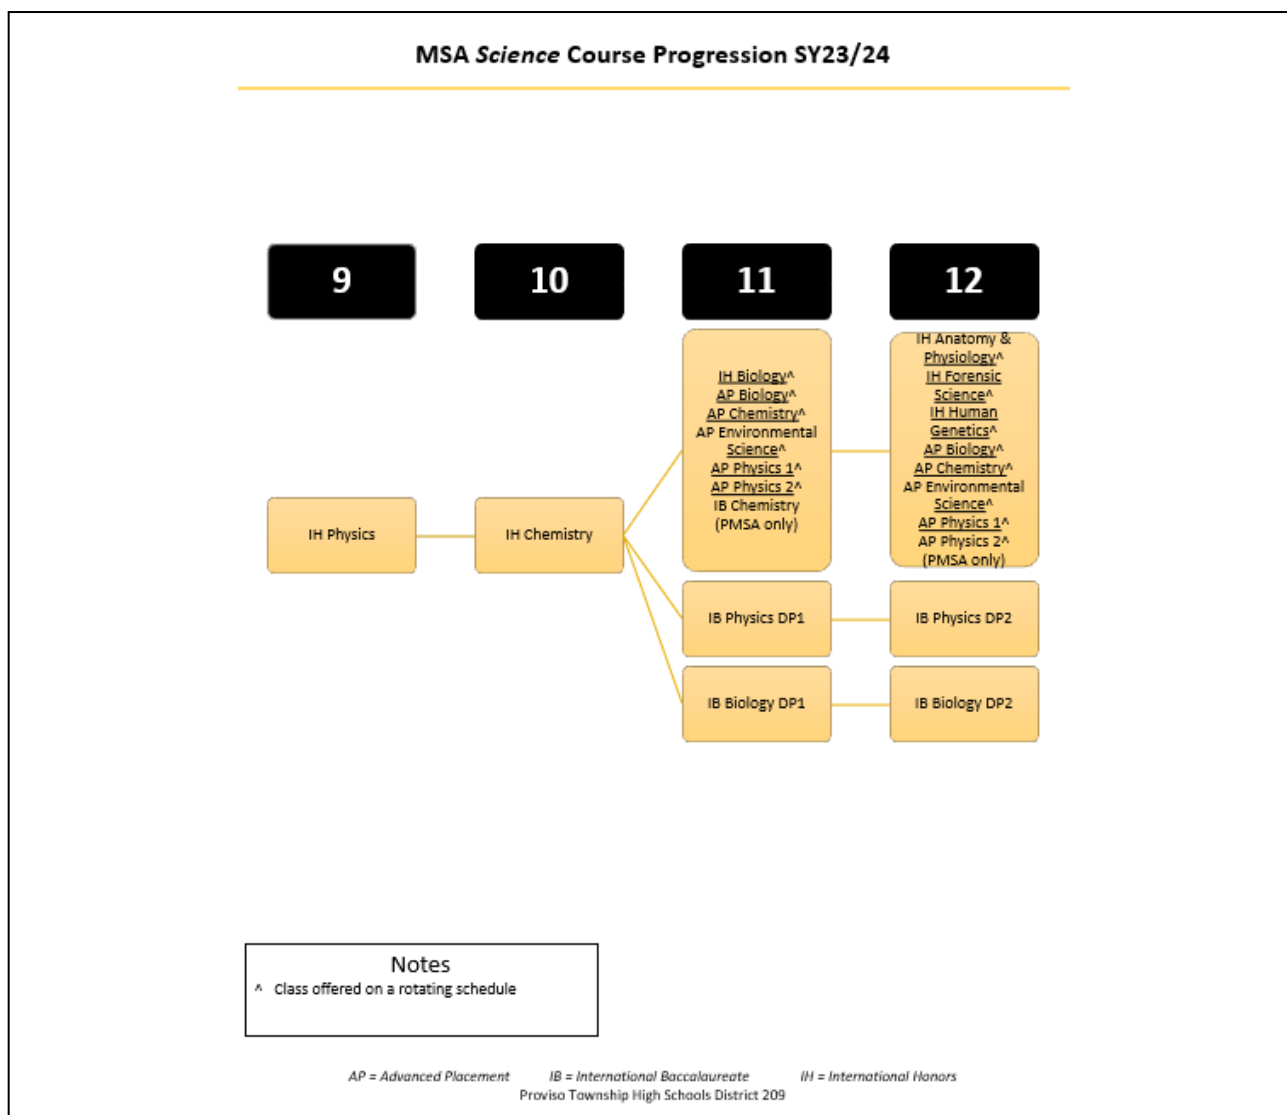 MSA Science Course Progression SY23/24
9
10
11
12
IH Physics
IH Chemistry
IH Biology^
AP Biology^
AP Chemistry^
AP Environmental
Science^
AP Physics 1^
AP Physics 2^
IB Chemistry
(PMSA only)
IH Anatomy &
Physiology^
IH Forensic
Science^
IH Human
Genetics^
AP Biology^
AP Chemistry^
AP Environmental
Science^
AP Physics 1^
AP Physics 2^
(PMSA only)
IB Physics DP1
IB Physics DP2
IB Biology DP1
IB Biology DP2
Notes
^ Class offered on a rotating schedule
AP = Advanced Placement IB = International Baccalaureate IH = International Honors
Proviso Township High Schools District 209